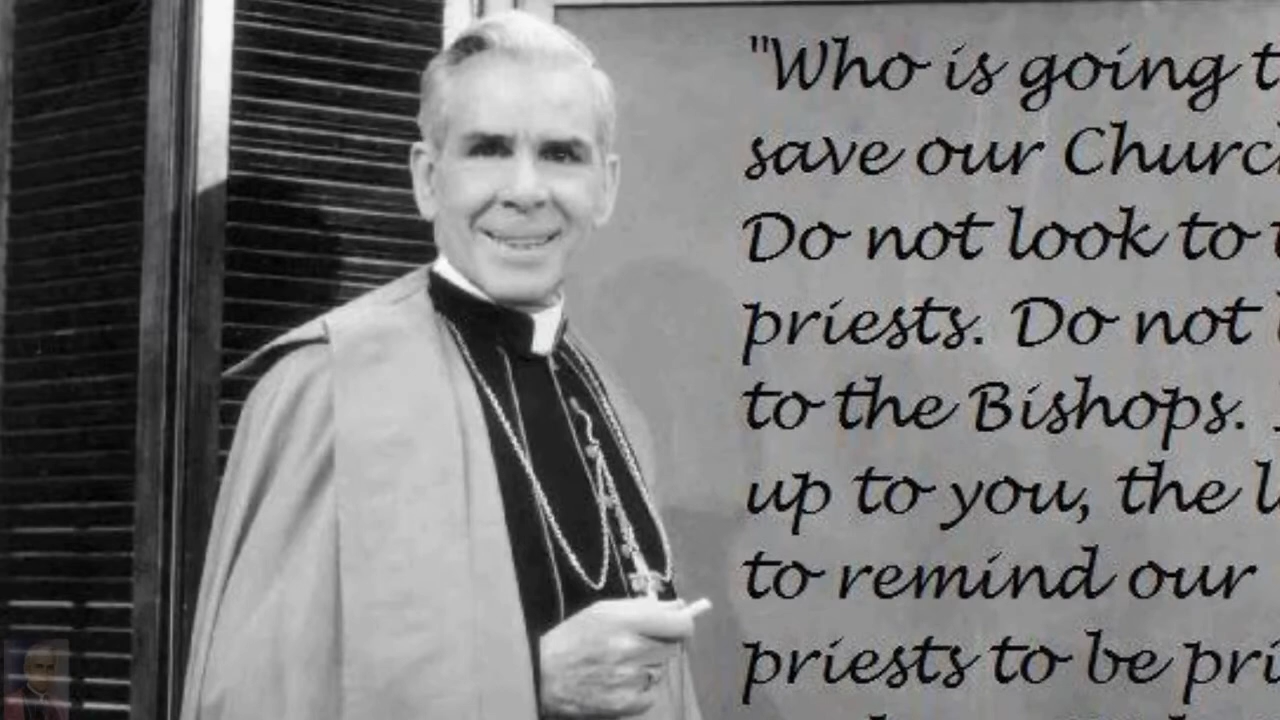 "Who is going t
save our Churc
Do not look to t
priests. Do not l
to the Bishops. I
up to you, the l
to remind our
priests to be pri